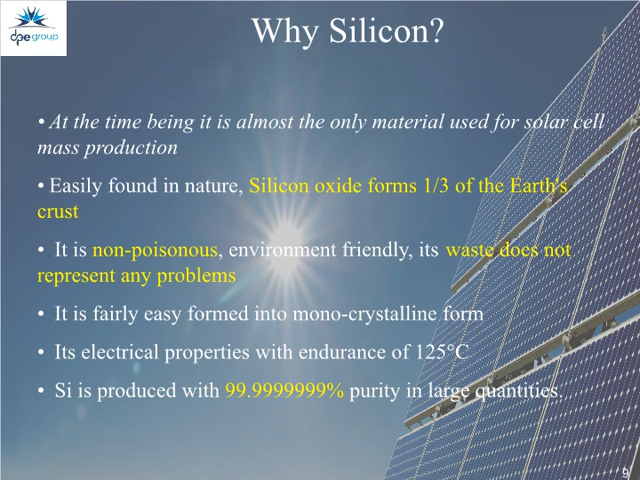 dpe group
Why Silicon?
• At the time being it is almost the only material used for solar cell
mass production
• Easily found in nature, Silicon oxide forms 1/3 of the Earth's
crust
• It is non-poisonous, environment friendly, its waste does not
represent any problems
• It is fairly easy formed into mono-crystalline form
• Its electrical properties with endurance of 125°C
• Si is produced with 99.9999999% purity in large quantities.
9